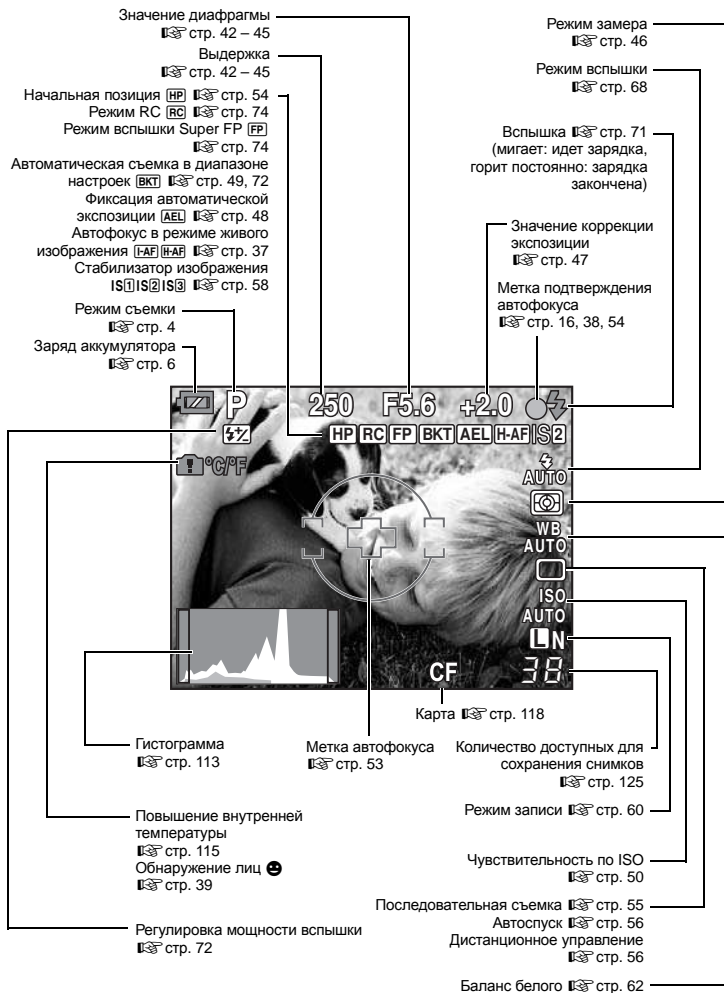 Значение диафрагмы
☞ стр. 42 – 45
Выдержка
☞ стр. 42 – 45
Начальная позиция HP ☞ стр. 54
Режим RC RC ☞ стр. 74
Режим вспышки Super FP FP
☞ стр. 74
Автоматическая съемка в диапазоне
настроек BKT ☞ стр. 49, 72
Фиксация автоматической
экспозиции AEL ☞ стр. 48
Автофокус в режиме живого
изображения I-AF H-AF ☞ стр. 37
Стабилизатор изображения
IS1 IS2 IS3 ☞ стр. 58
Режим съемки
☞ стр. 4
Заряд аккумулятора
☞ стр. 6
Режим замера
☞ стр. 46
Режим вспышки
☞ стр. 68
Вспышка ☞ стр. 71
(мигает: идет зарядка,
горит постоянно: зарядка
закончена)
Значение коррекции
экспозиции
☞ стр. 47
Метка подтверждения
автофокуса
☞ стр. 16, 38, 54
P 250 F5.6 +2.0
HP RC FP BKT AEL H-AF IS 2
°C/°F
AUTO
WB
AUTO
ISO
AUTO
L N
CF 38
Карта ☞ стр. 118
Гистограмма
☞ стр. 113
Метка автофокуса
☞ стр. 53
Количество доступных для
сохранения снимков
☞ стр. 125
Режим записи ☞ стр. 60
Повышение внутренней
температуры
☞ стр. 115
Обнаружение лиц
☞ стр. 39
Чувствительность по ISO
☞ стр. 50
Последовательная съемка ☞ стр. 55
Автоспуск ☞ стр. 56
Дистанционное управление
☞ стр. 56
Регулировка мощности вспышки
☞ стр. 72
Баланс белого ☞ стр. 62